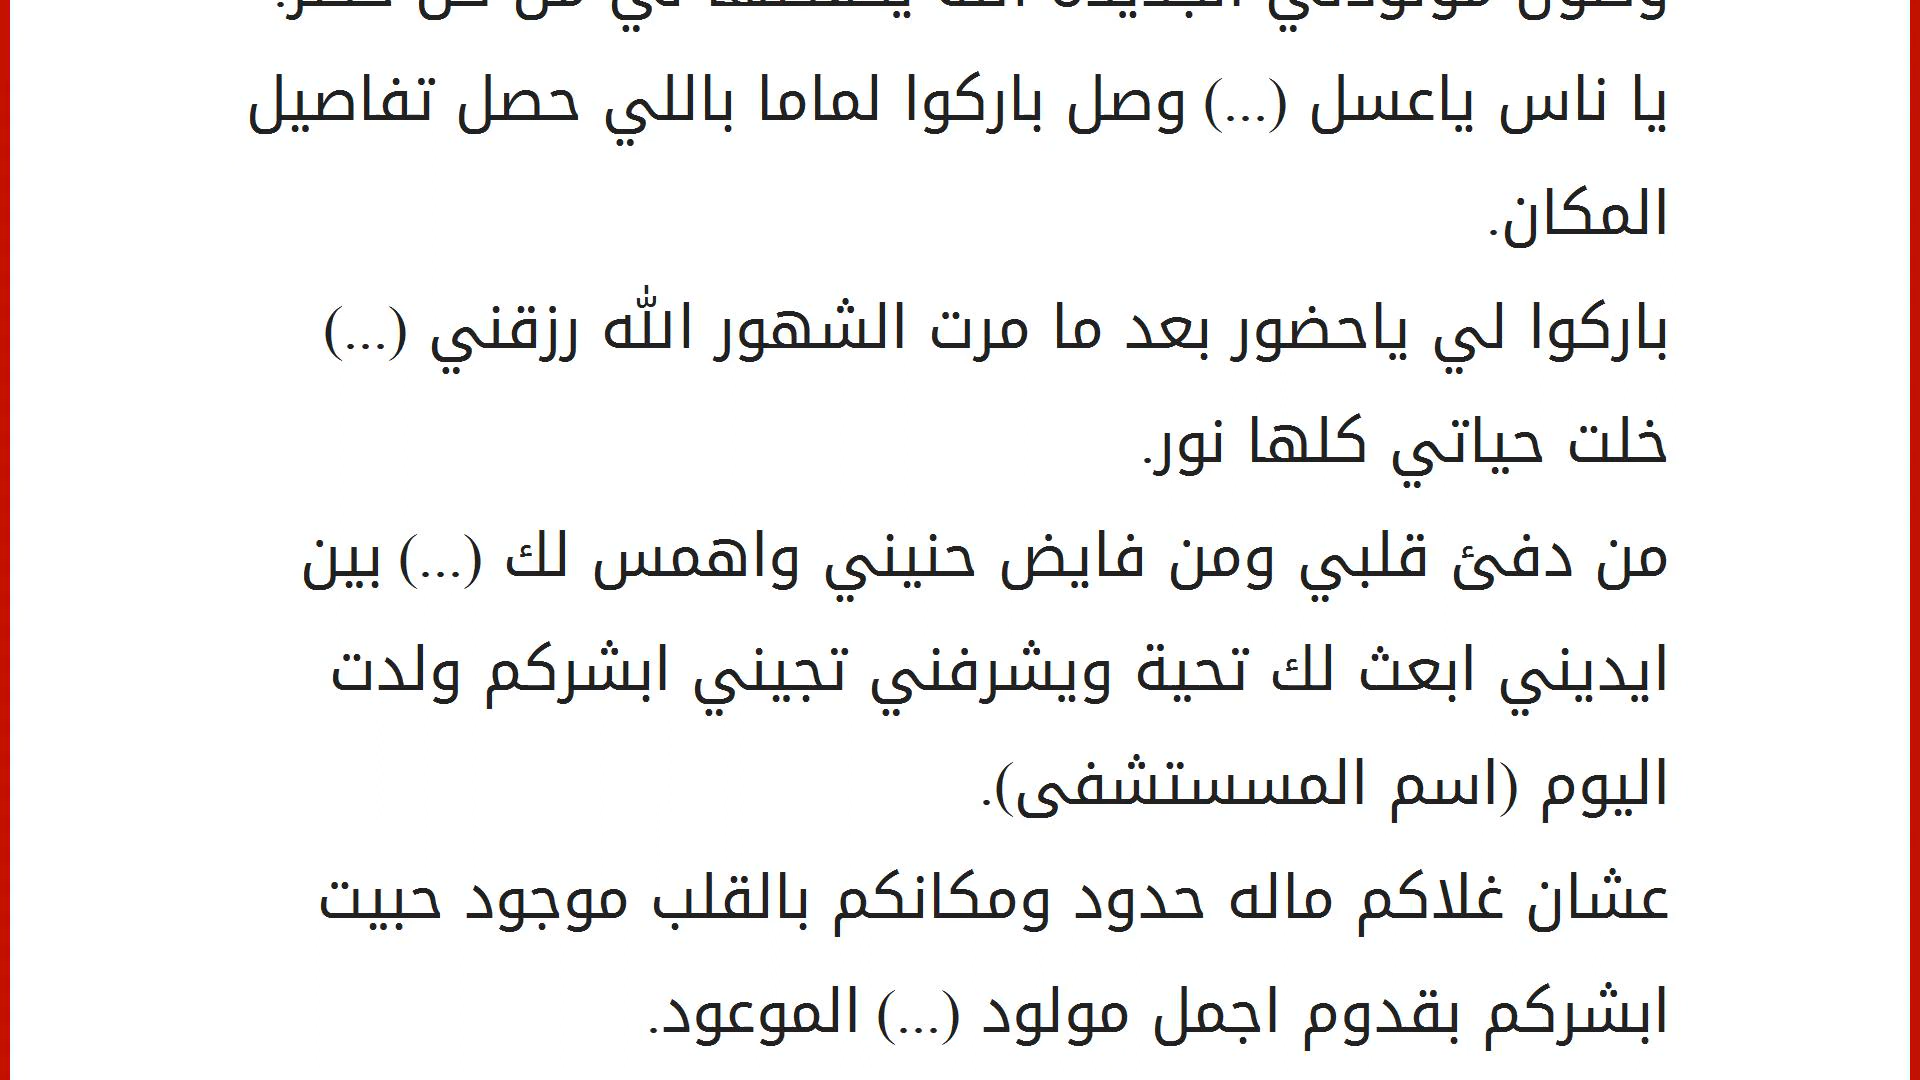 يا ناس ياعسل (...) وصل باركوا لماما باللي حصل تفاصيل
المكان.
باركوا لي ياحضور بعد ما مرت الشهور الله رزقني (...)
خلت حياتي كلها نور.
من دفئ قلبي ومن فايض حنيني واهمس لك (...) بين
ايديني ابعث لك تحية ويشرفني تجيني ابشركم ولدت
اليوم (اسم المسستشفى).
عشان غلاكم ماله حدود ومكانكم بالقلب موجود حبيت
ابشركم بقدوم اجمل مولود (...) الموعود.